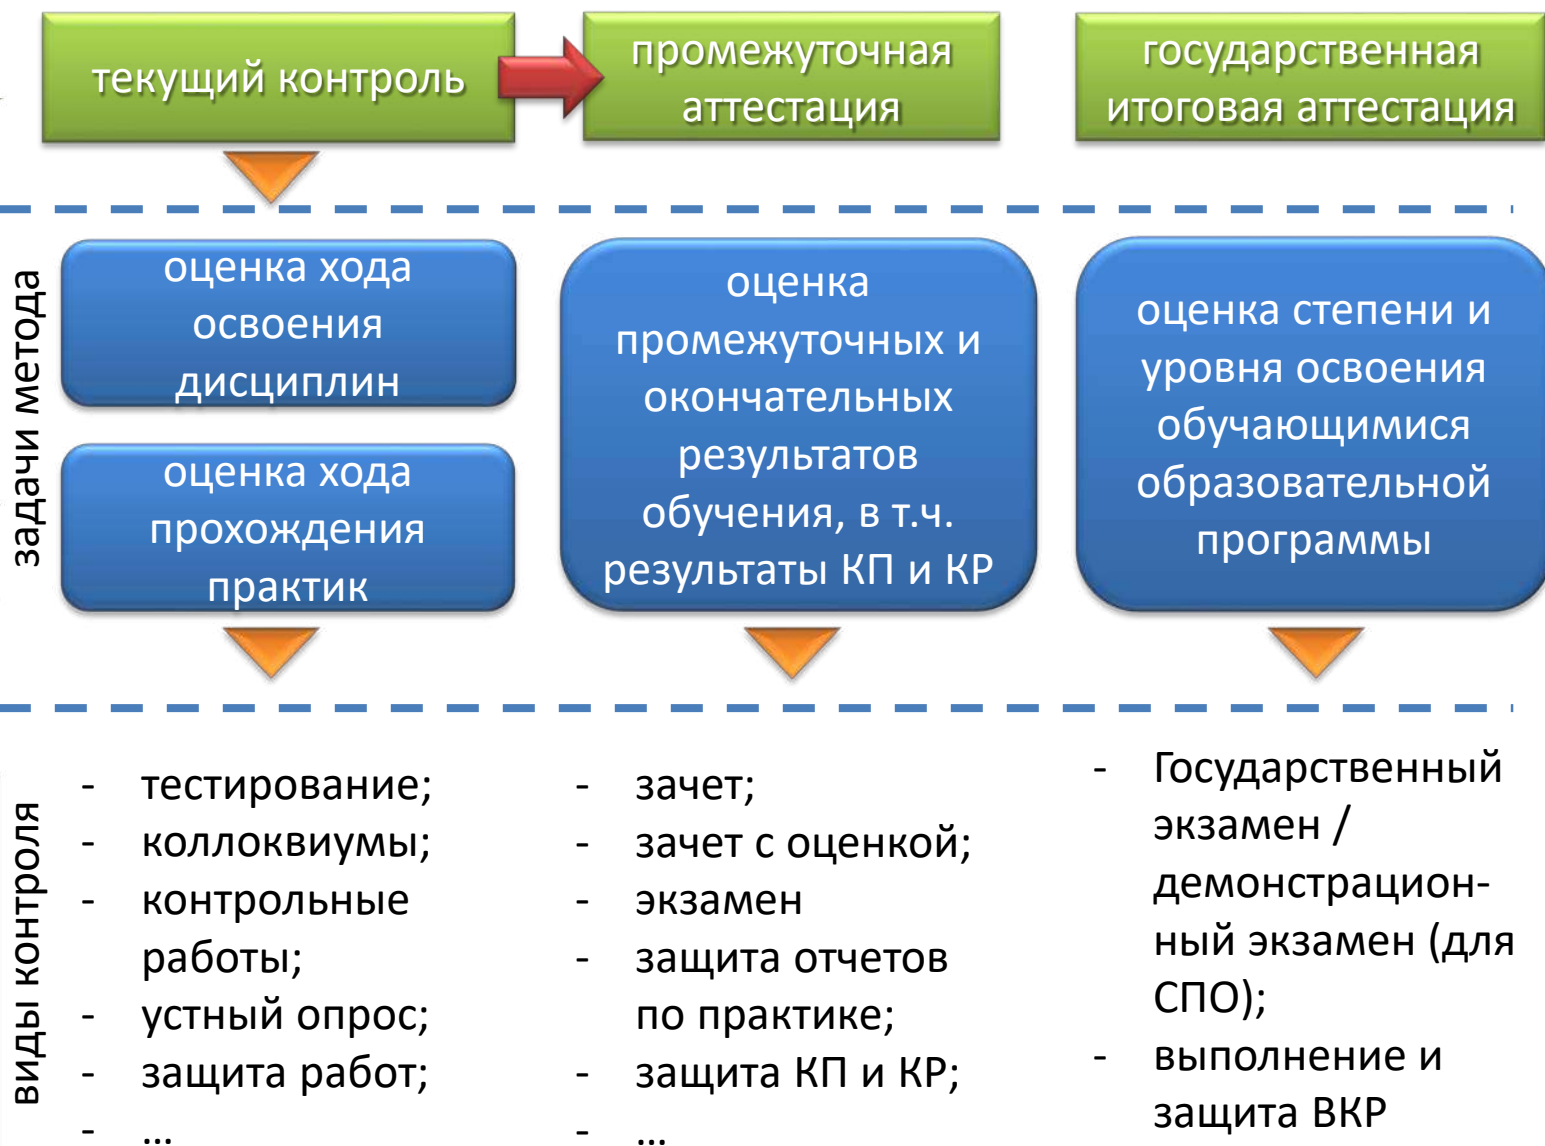 текущий контроль
промежуточная
аттестация
государственная
итоговая аттестация
задачи метода
оценка хода
освоения
дисциплин
оценка хода
прохождения
практик
оценка
промежуточных и
окончательных
результатов
обучения, в т.ч.
результаты КП и КР
оценка степени и
уровня освоения
обучающимися
образовательной
программы
виды контроля
- тестирование;
- коллоквиумы;
- контрольные
работы;
- устный опрос;
- защита работ;
- ...
- зачет;
- зачет с оценкой;
- экзамен
- защита отчетов
по практике;
- защита КП и КР;
- ...
- Государственный
экзамен /
демонстрацион-
ный экзамен (для
СПО);
- выполнение и
защита ВКР